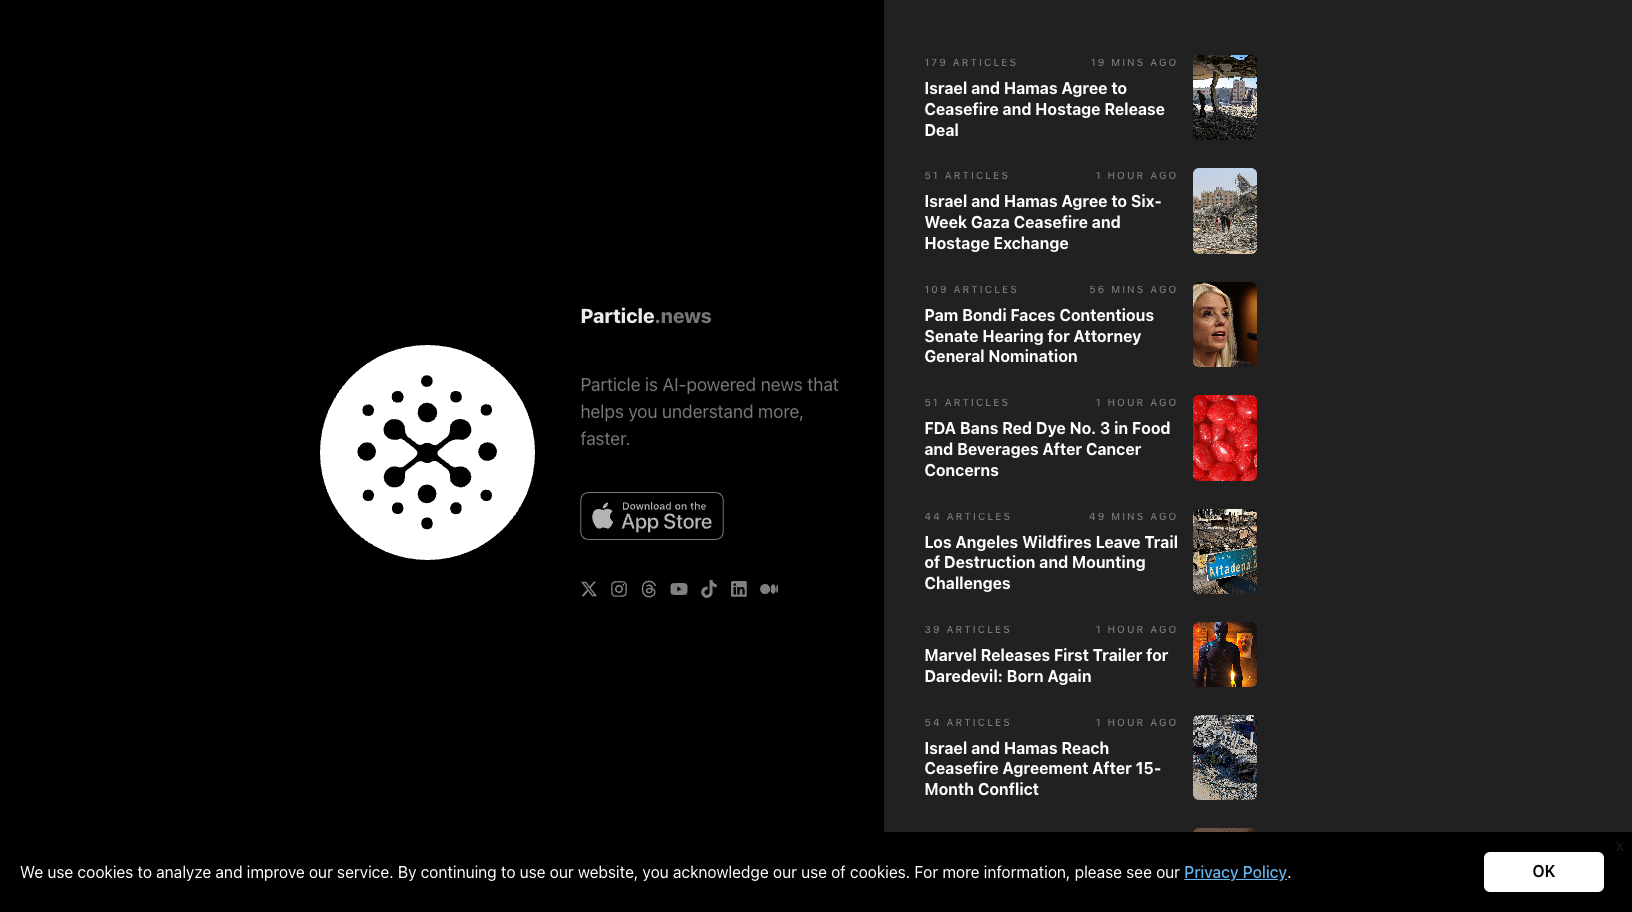 Particle.news
Particle is AI-powered news that
helps you understand more,
faster.
Download on the
App Store
179 ARTICLES 19 MINS AGO
Israel and Hamas Agree to
Ceasefire and Hostage Release
Deal
51 ARTICLES 1 HOUR AGO
Israel and Hamas Agree to Six-
Week Gaza Ceasefire and
Hostage Exchange
109 ARTICLES 56 MINS AGO
Pam Bondi Faces Contentious
Senate Hearing for Attorney
General Nomination
51 ARTICLES 1 HOUR AGO
FDA Bans Red Dye No. 3 in Food
and Beverages After Cancer
Concerns
44 ARTICLES 49 MINS AGO
Los Angeles Wildfires Leave Trail
of Destruction and Mounting
Challenges
Altadena
39 ARTICLES 1 HOUR AGO
Marvel Releases First Trailer for
Daredevil: Born Again
54 ARTICLES 1 HOUR AGO
Israel and Hamas Reach
Ceasefire Agreement After 15-
Month Conflict
x
We use cookies to analyze and improve our service. By continuing to use our website, you acknowledge our use of cookies. For more information, please see our Privacy Policy.
OK